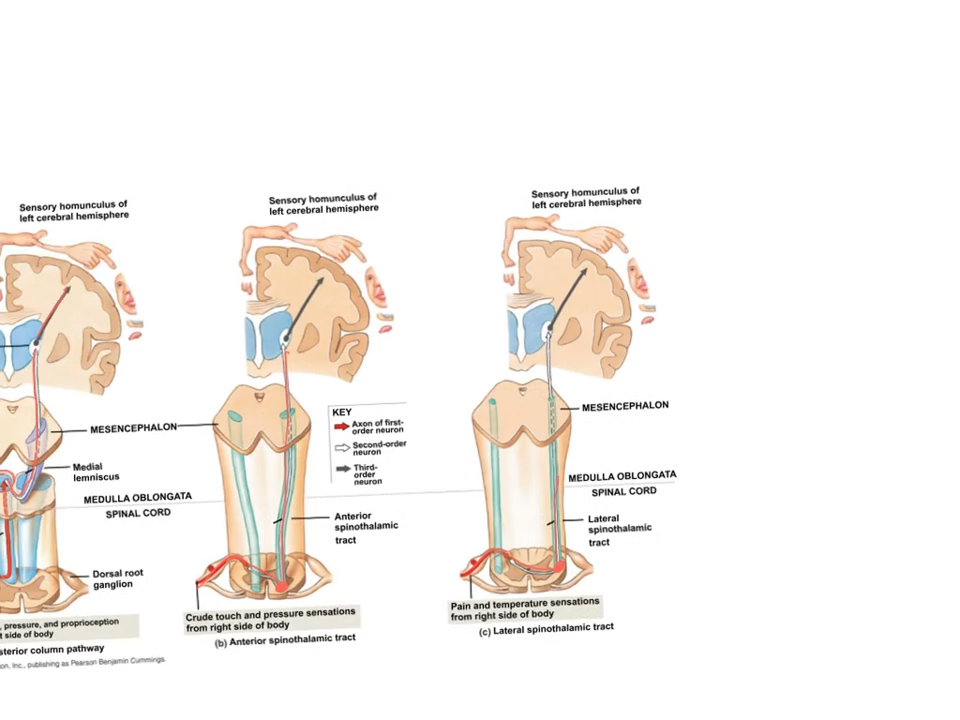 Sensory homunculus of
left cerebral hemisphere
Sensory homunculus of
left cerebral hemisphere
Sensory homunculus of
left cerebral hemisphere
MESENCEPHALON
KEY
Axon of first-
order neuron
Second-order
neuron
Third-
order
neuron
MESENCEPHALON
Medial
lemniscus
MEDULLA OBLONGATA
SPINAL CORD
MEDULLA OBLONGATA
SPINAL CORD
Anterior
spinothalamic
tract
Lateral
spinothalamic
tract
Dorsal root
ganglion
, pressure, and proprioception
t side of body
sterior column pathway
on, Inc., publishing as Pearson Benjamin Cummings.
Crude touch and pressure sensations
from right side of body
(b) Anterior spinothalamic tract
Pain and temperature sensations
from right side of body
(c) Lateral spinothalamic tract